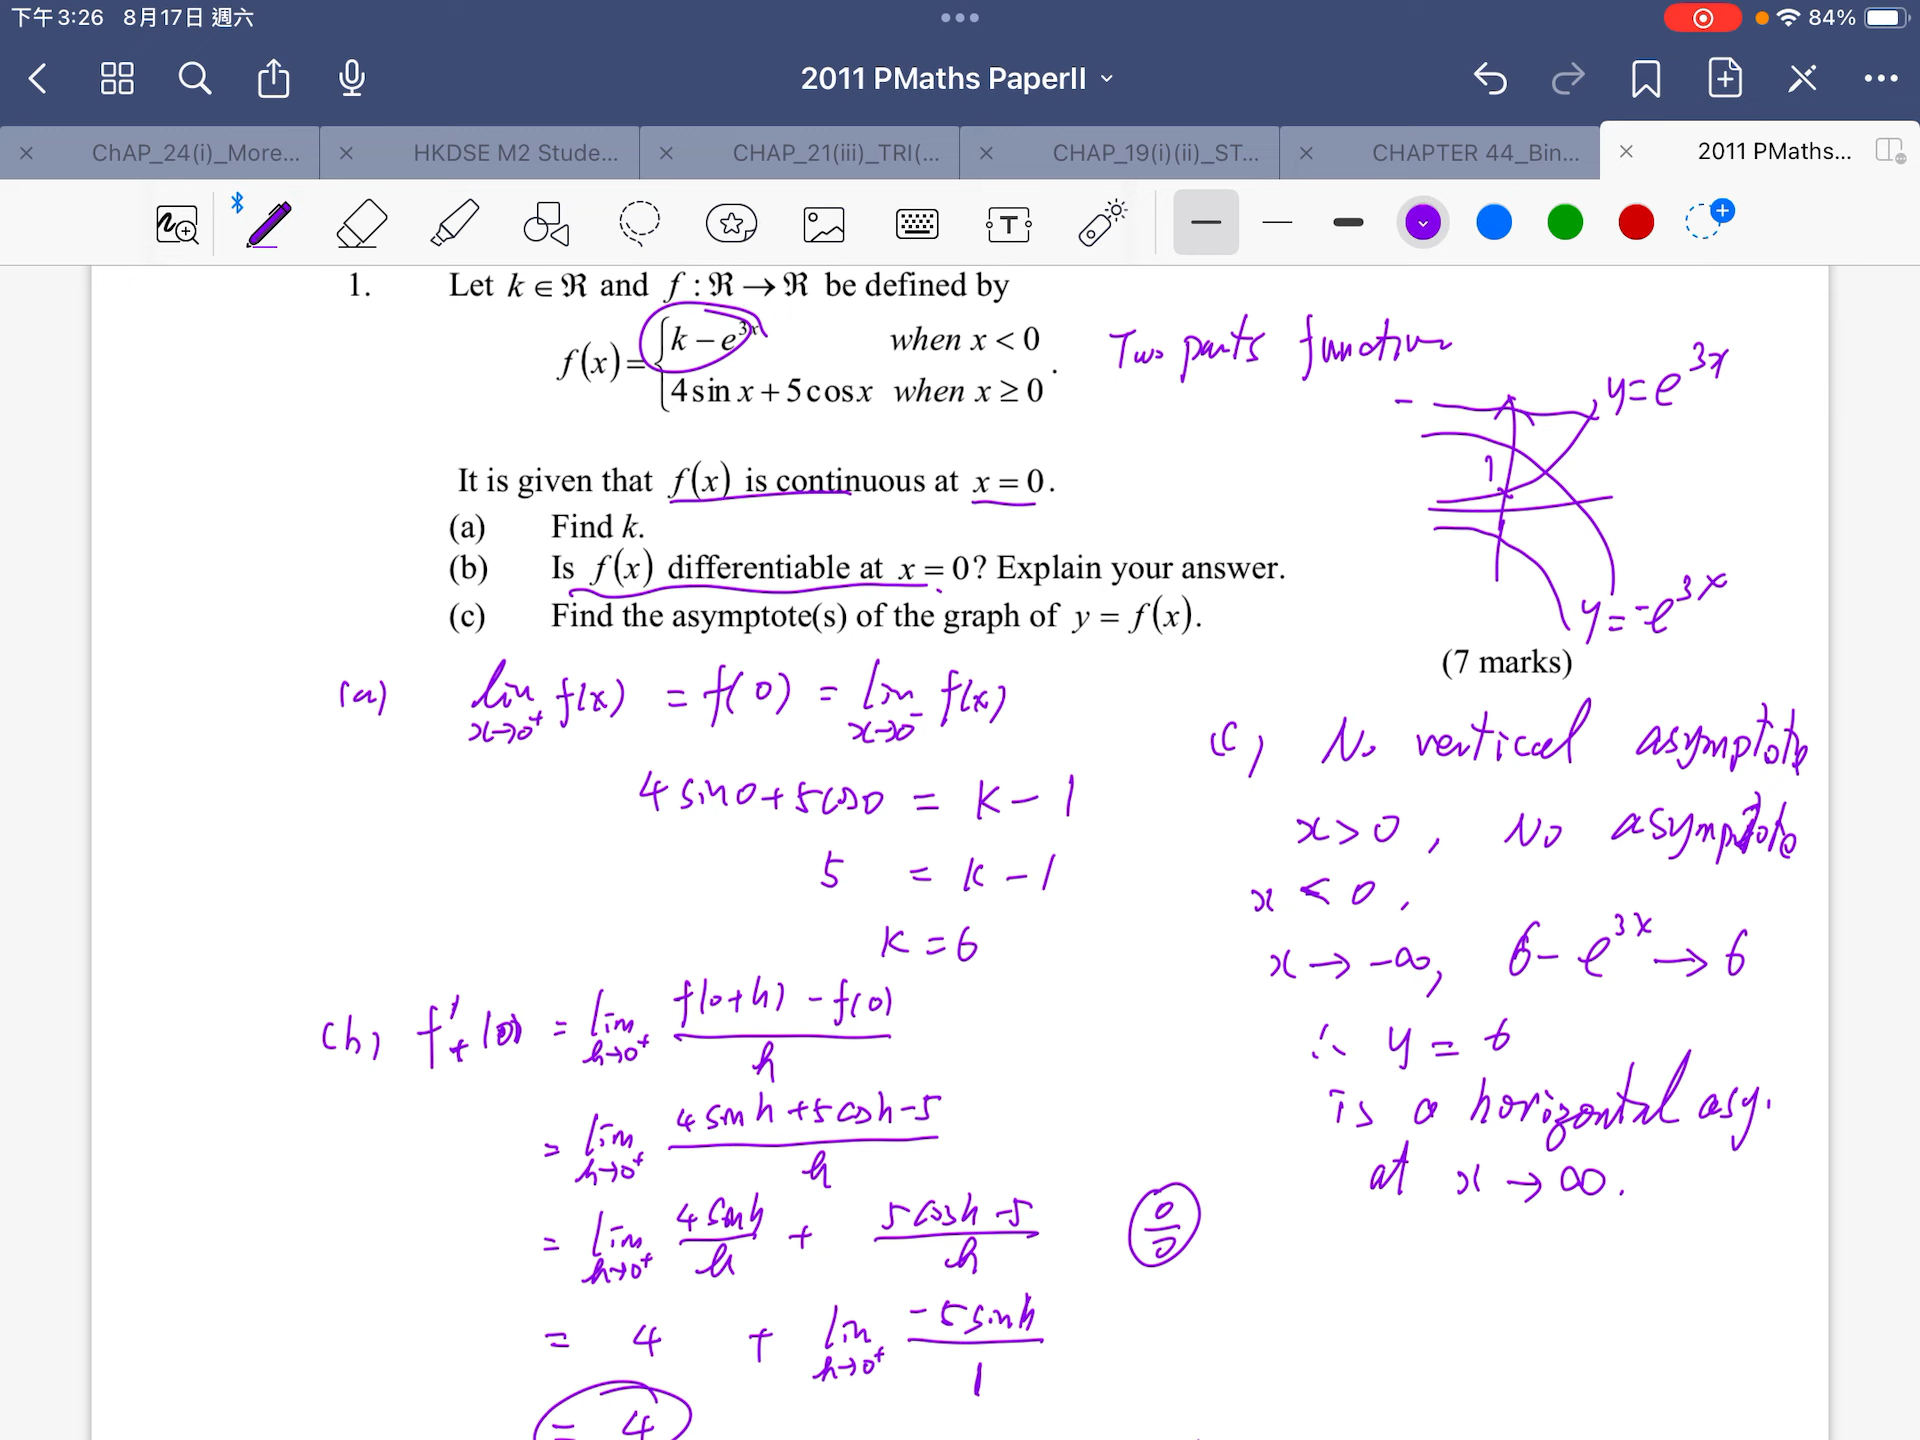 下午3:26 8月17日 週六
84%
2011 PMaths PaperII
ChAP_24(i)_More...
HKDSE M2 Stude...
CHAP_21(iii)_TRI(...
CHAP_19(i)(ii)_ST...
CHAPTER 44_Bin...
2011 PMaths...
1. Let k ∈ ℜ and f : ℜ → ℜ be defined by
f(x) = { k − e^{3x} when x < 0
4 sin x + 5 cos x when x ≥ 0 .
Two parts function
y = e^{3x}
1
y = -e^{3x}
It is given that f(x) is continuous at x = 0.
(a) Find k.
(b) Is f(x) differentiable at x = 0? Explain your answer.
(c) Find the asymptote(s) of the graph of y = f(x).
(7 marks)
(a) lim_{x→0^+} f(x) = f(0) = lim_{x→0^-} f(x)
4 sin 0 + 5 cos 0 = k − 1
5 = k − 1
k = 6
(b) f'_+(0) = lim_{h→0^+} \frac{f(0+h) − f(0)}{h}
= lim_{h→0^+} \frac{4 sin h + 5 cos h − 5}{h}
= lim_{h→0^+} \frac{4 sin h}{h} + \frac{5 cos h − 5}{h} \frac{0}{0}
= 4 + lim_{h→0^+} \frac{−5 sin h}{1}
= 4
(c) No vertical asymptote
x > 0 , No asymptote
x < 0 ,
x → −∞, 6 − e^{3x} → 6
∴ y = 6
is a horizontal asy.
at x → ∞.